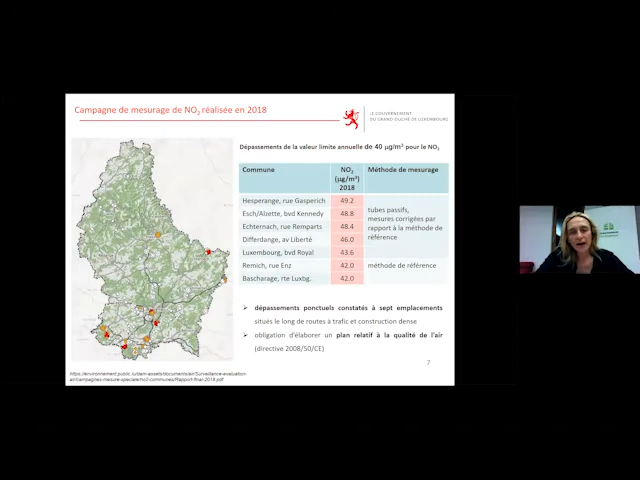 Campagne de mesurage de NO2 réalisée en 2018
LE GOUVERNEMENT
DU GRAND-DUCHÉ DE LUXEMBOURG
Dépassements de la valeur limite annuelle de 40 µg/m3 pour le NO2
Commune
NO2
(µg/m3)
2018
Méthode de mesurage
Hesperange, rue Gasperich 49.2
Esch/Alzette, bvd Kennedy 48.8
Echternach, rue Remparts 48.4
Differdange, av Liberté 46.0
Luxembourg, bvd Royal 43.6
tubes passifs,
mesures corrigées par
rapport à la méthode de
référence
Remich, rue Enz 42.0 méthode de référence
Bascharage, rte Luxbg. 42.0
➢ dépassements ponctuels constatés à sept emplacements
situés le long de routes à trafic et construction dense
➢ obligation d'élaborer un plan relatif à la qualité de l'air
(directive 2008/50/CE)
7